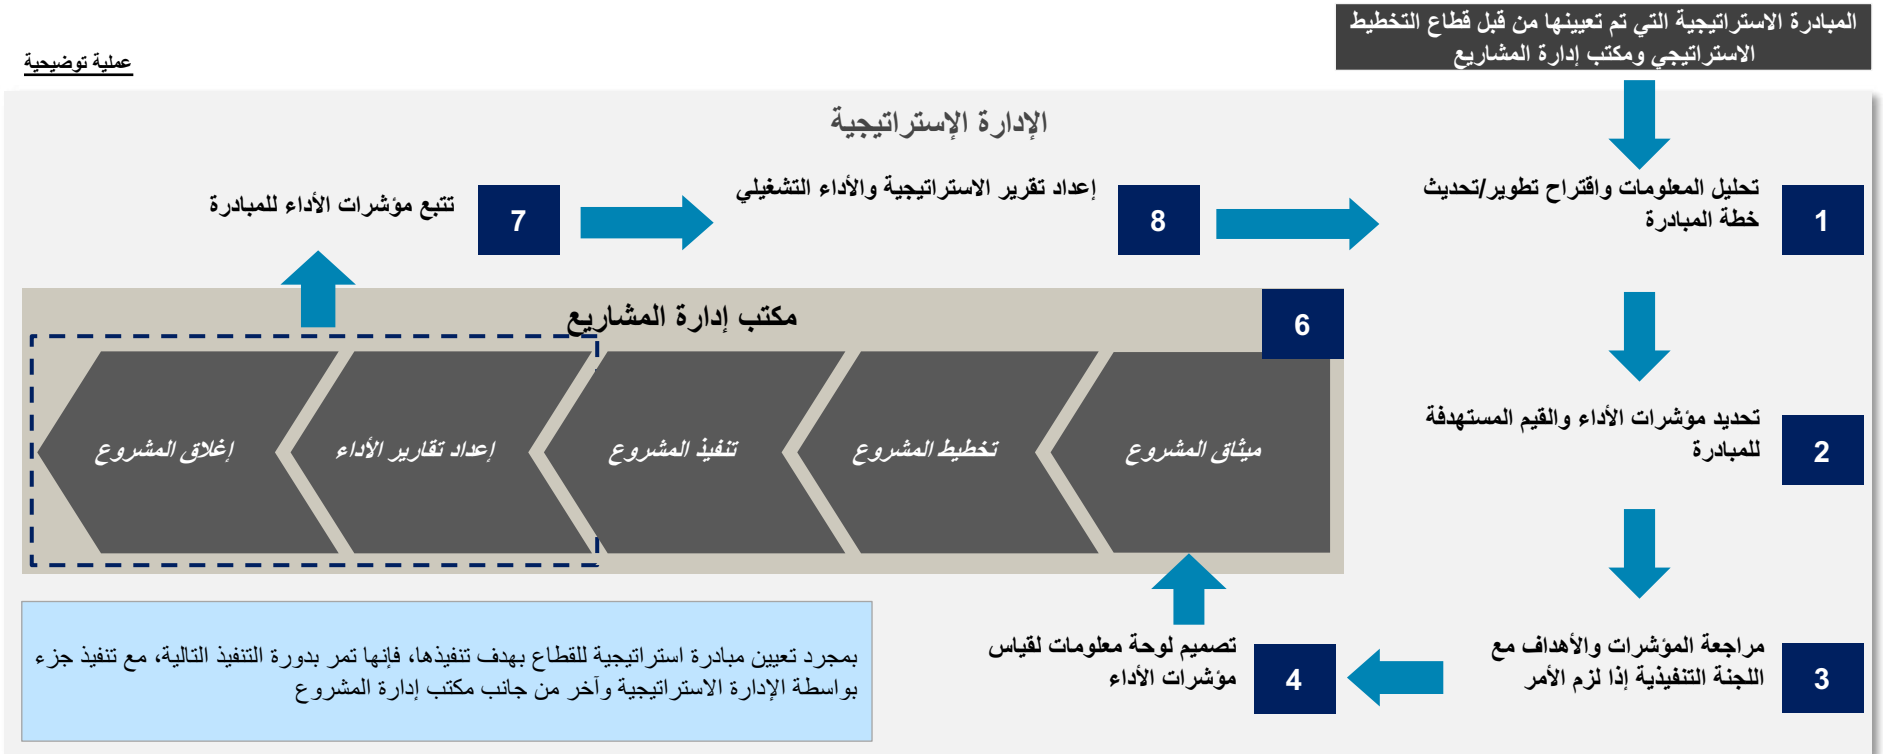 المبادرة الاستراتيجية التي تم تعيينها من قبل قطاع التخطيط
الاستراتيجي ومكتب إدارة المشاريع
عملية توضيحية
الإدارة الإستراتيجية
1
تحليل المعلومات واقتراح تطوير/تحديث
خطة المبادرة
8
إعداد تقرير الاستراتيجية والأداء التشغيلي
7
تتبع مؤشرات الأداء للمبادرة
6
مكتب إدارة المشاريع
ميثاق المشروع
تخطيط المشروع
تنفيذ المشروع
إعداد تقارير الأداء
إغلاق المشروع
2
تحديد مؤشرات الأداء والقيم المستهدفة
للمبادرة
3
مراجعة المؤشرات والأهداف مع
اللجنة التنفيذية إذا لزم الأمر
4
تصميم لوحة معلومات لقياس
مؤشرات الأداء
بمجرد تعيين مبادرة استراتيجية للقطاع بهدف تنفيذها، فإنها تمر بدورة التنفيذ التالية، مع تنفيذ جزء
بواسطة الإدارة الاستراتيجية وآخر من جانب مكتب إدارة المشروع